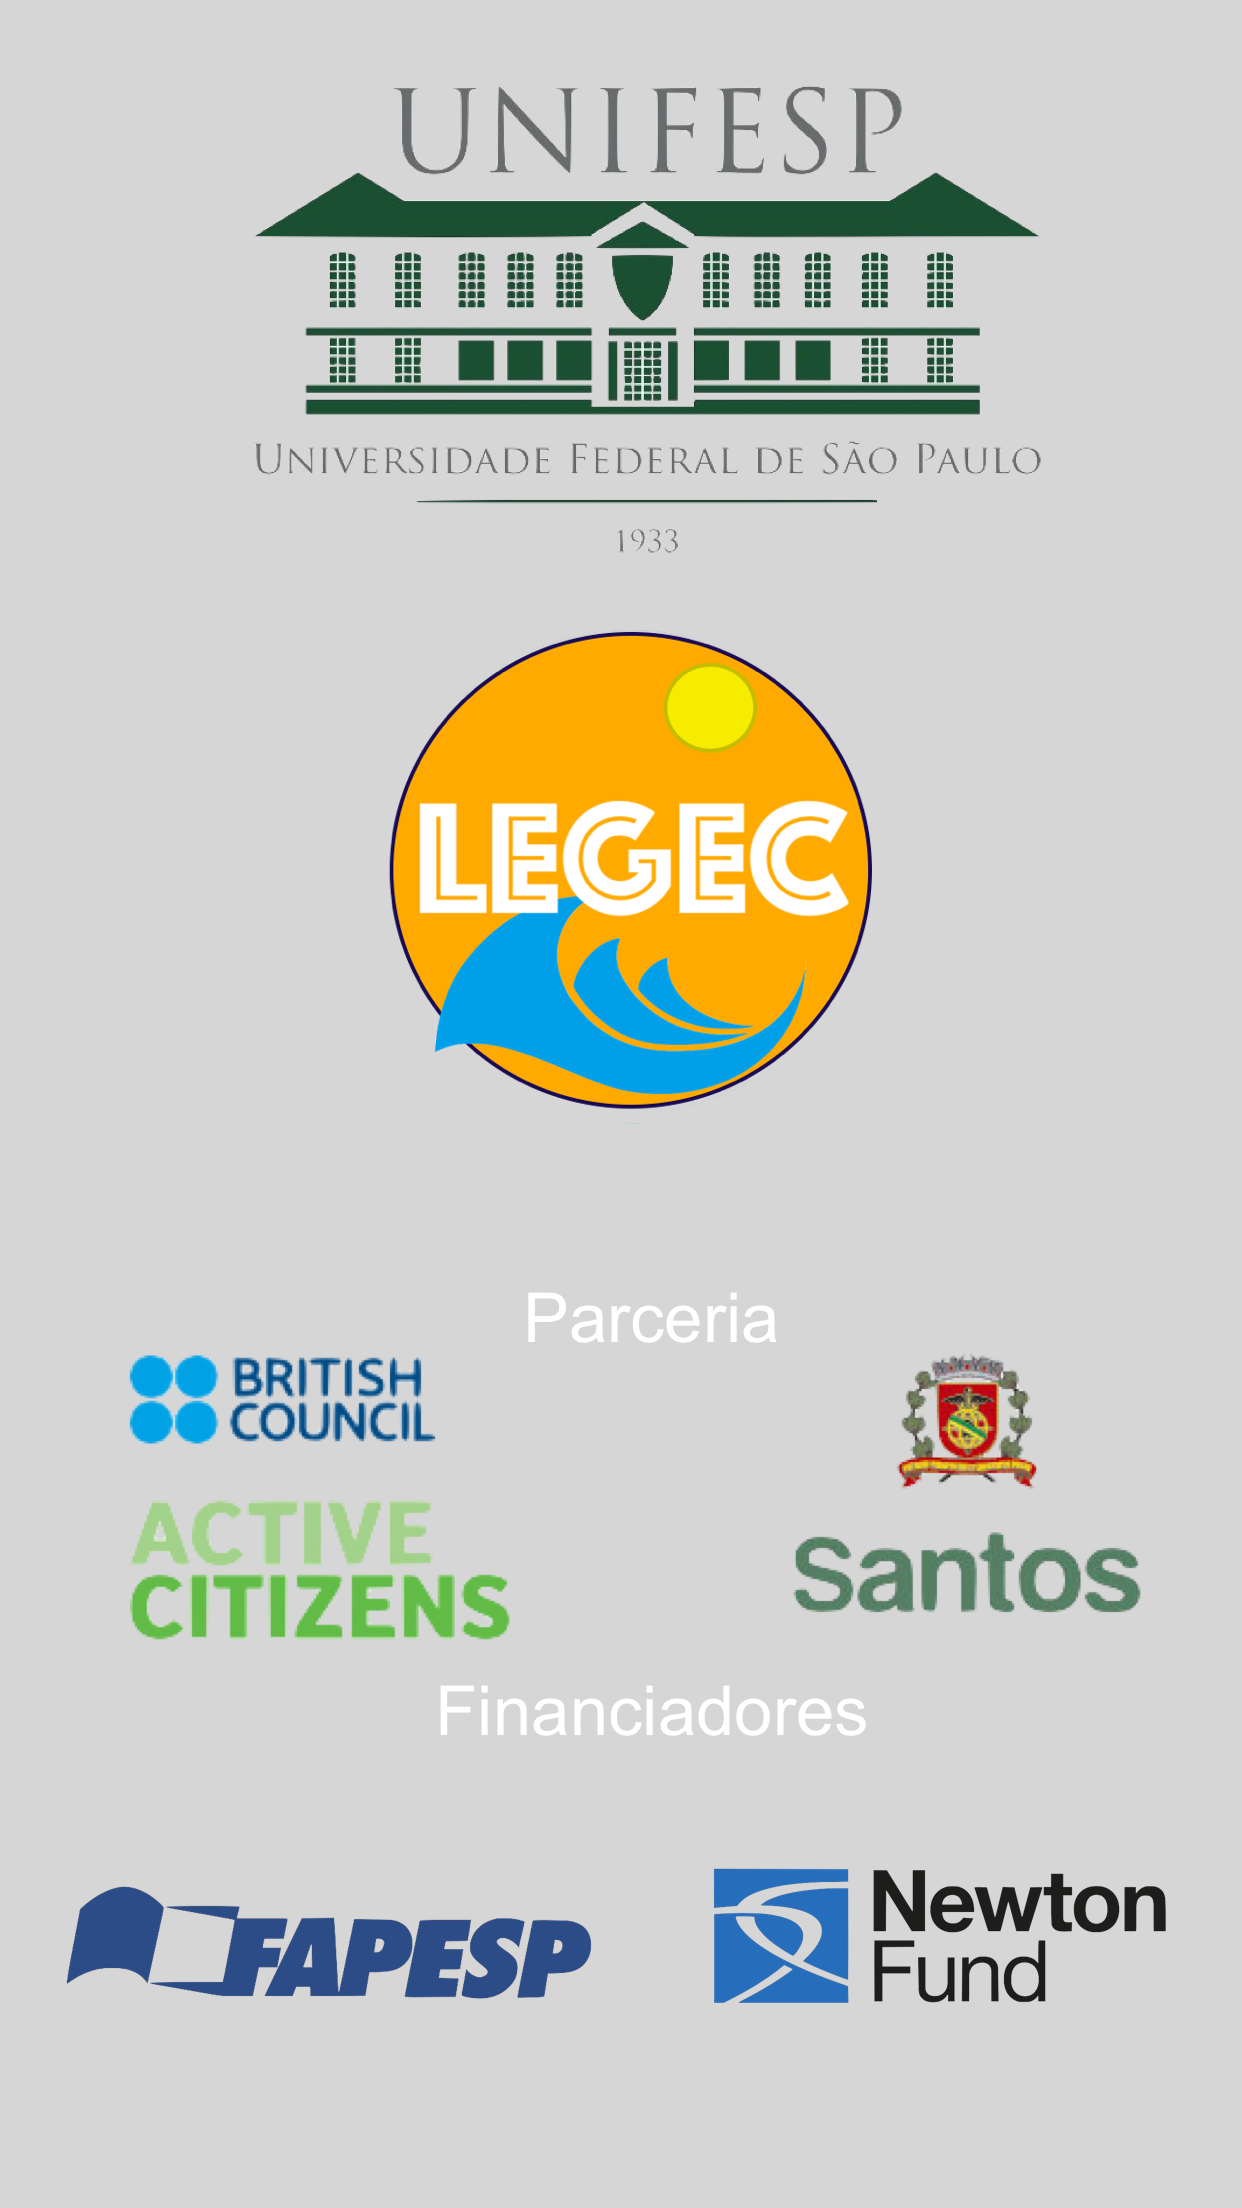 UNIFESP
UNIVERSIDADE FEDERAL DE SÃO PAULO
1933
LEGEC
Parceria
BRITISH
COUNCIL
ACTIVE
CITIZENS
Santos
Financiadores
FAPESP
Newton
Fund